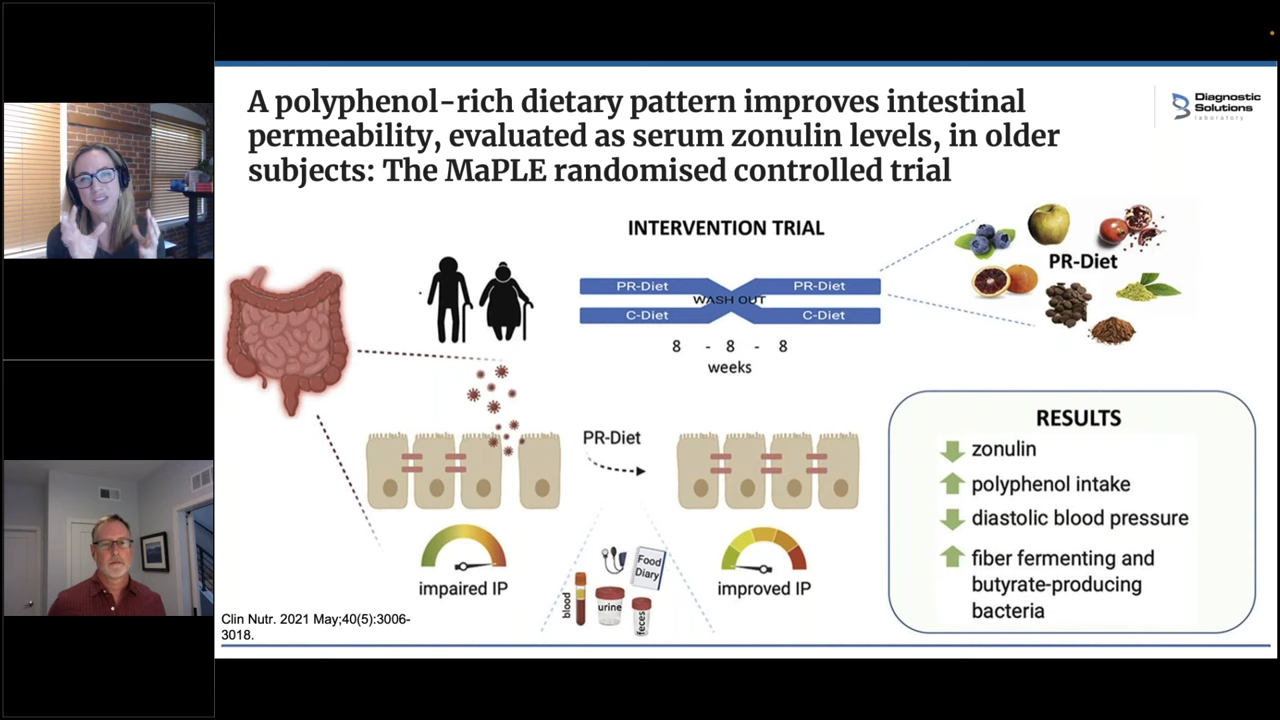 A polyphenol-rich dietary pattern improves intestinal
permeability, evaluated as serum zonulin levels, in older
subjects: The MaPLE randomised controlled trial
Diagnostic
Solutions
laboratory
INTERVENTION TRIAL
PR-Diet
PR-Diet
WASH OUT
C-Diet
C-Diet
8 - 8 - 8
weeks
PR-Diet
PR-Diet
impaired IP
improved IP
blood
urine
feces
Food
Diary
RESULTS
zonulin
polyphenol intake
diastolic blood pressure
fiber fermenting and
butyrate-producing
bacteria
Clin Nutr. 2021 May;40(5):3006-
3018.